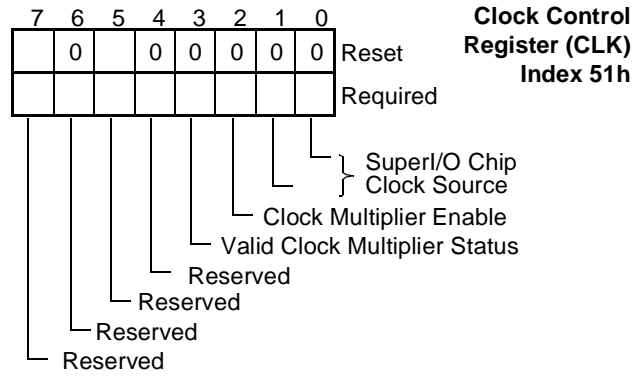 7 6 5 4 3 2 1 0
Clock Control
Register (CLK)
Index 51h
0 0 0 0 0 0 Reset
Required
SuperI/O Chip
Clock Source
Clock Multiplier Enable
Valid Clock Multiplier Status
Reserved
Reserved
Reserved
Reserved